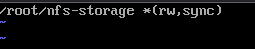 /root/nfs-storage *(rw,sync)
~
~